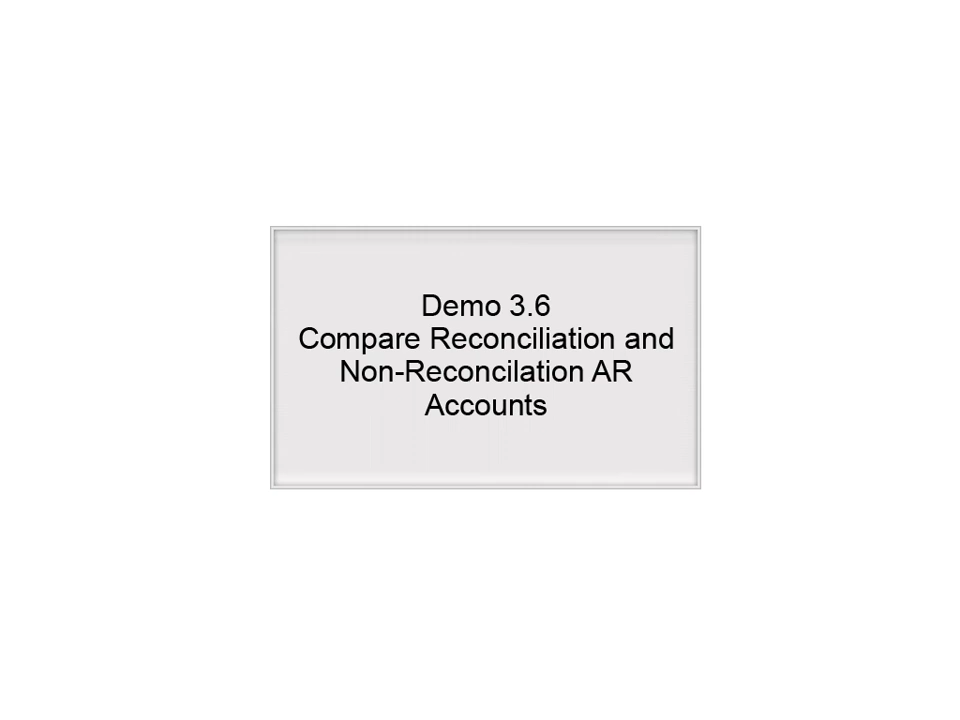 Demo 3.6
Compare Reconciliation and
Non-Reconcilation AR
Accounts